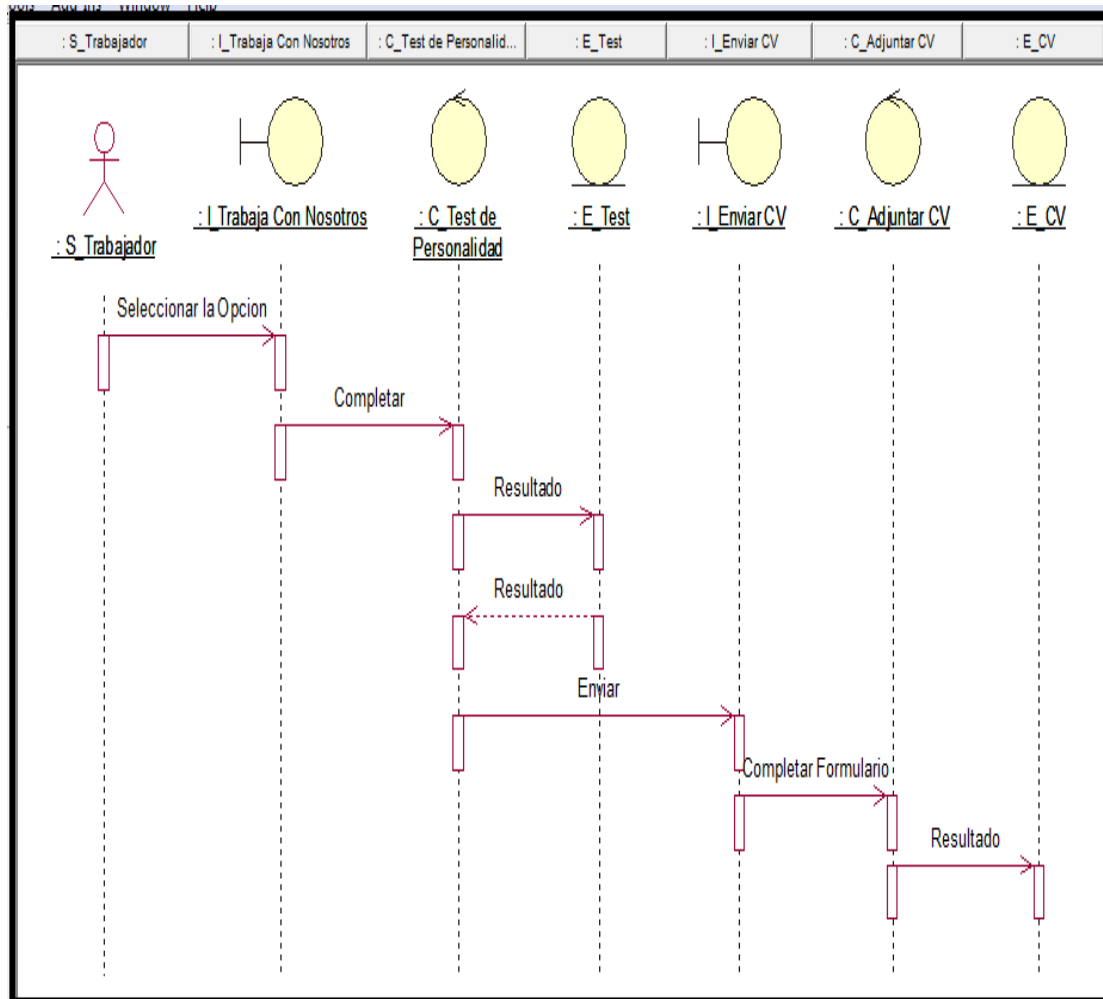 : S_Trabajador
: I_Trabaja Con Nosotros
: C_Test de Personalid...
: E_Test
: I_Enviar CV
: C_Adjuntar CV
: E_CV
: S_Trabajador
: I_Trabaja Con Nosotros
: C_Test de
Personalidad
: E_Test
: I_Enviar CV
: C_Adjuntar CV
: E_CV
Seleccionar la Opcion
Completar
Resultado
Resultado
Enviar
Completar Formulario
Resultado